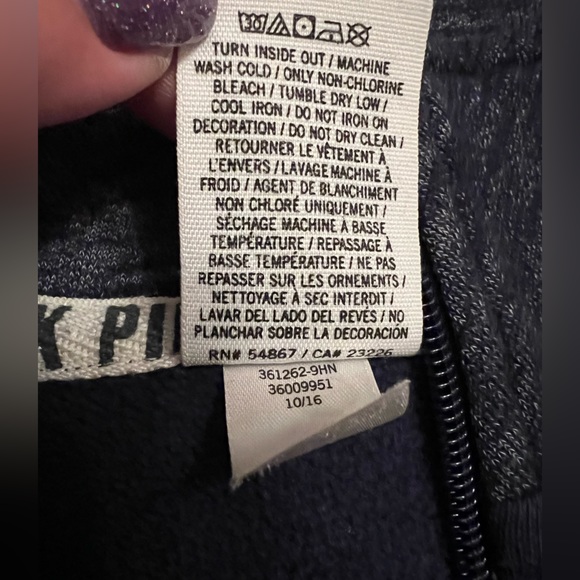 30
TURN INSIDE OUT / MACHINE
WASH COLD / ONLY NON-CHLORINE
BLEACH / TUMBLE DRY LOW /
COOL IRON / DO NOT IRON ON
DECORATION / DO NOT DRY CLEAN /
RETOURNER LE VÊTEMENT À
L'ENVERS / LAVAGE MACHINE À
FROID / AGENT DE BLANCHIMENT
NON CHLORÉ UNIQUEMENT /
SÉCHAGE MACHINE À BASSE
TEMPÉRATURE / REPASSAGE À
BASSE TEMPÉRATURE / NE PAS
REPASSER SUR LES ORNEMENTS /
NETTOYAGE À SEC INTERDIT /
LAVAR DEL LADO DEL REVÉS / NO
PLANCHAR SOBRE LA DECORACIÓN
RN# 54867 / CA# 23226
K PI
361262-9HN
36009951
10/16